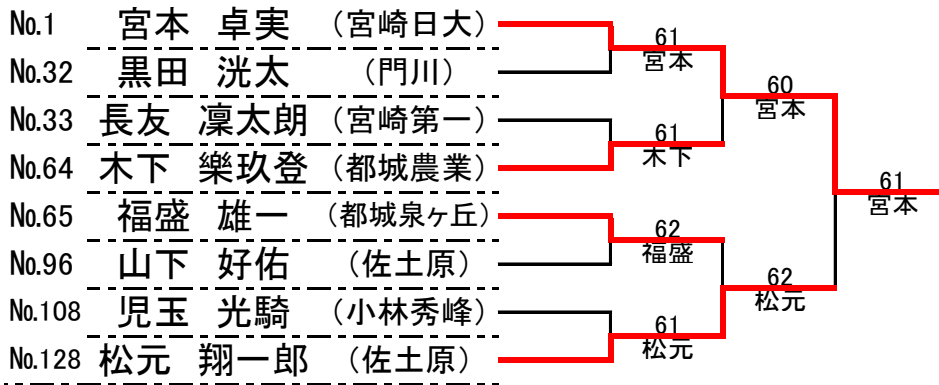 No.1 宮本 卓実 (宮崎日大)
No.32 黒田 洸太 (門川)
No.33 長友 凜太朗 (宮崎第一)
No.64 木下 樂玖登 (都城農業)
No.65 福盛 雄一 (都城泉ヶ丘)
No.96 山下 好佑 (佐土原)
No.108 児玉 光騎 (小林秀峰)
No.128 松元 翔一郎 (佐土原)
61
宮本
61
木下
62
福盛
61
松元
60
宮本
62
松元
61
宮本